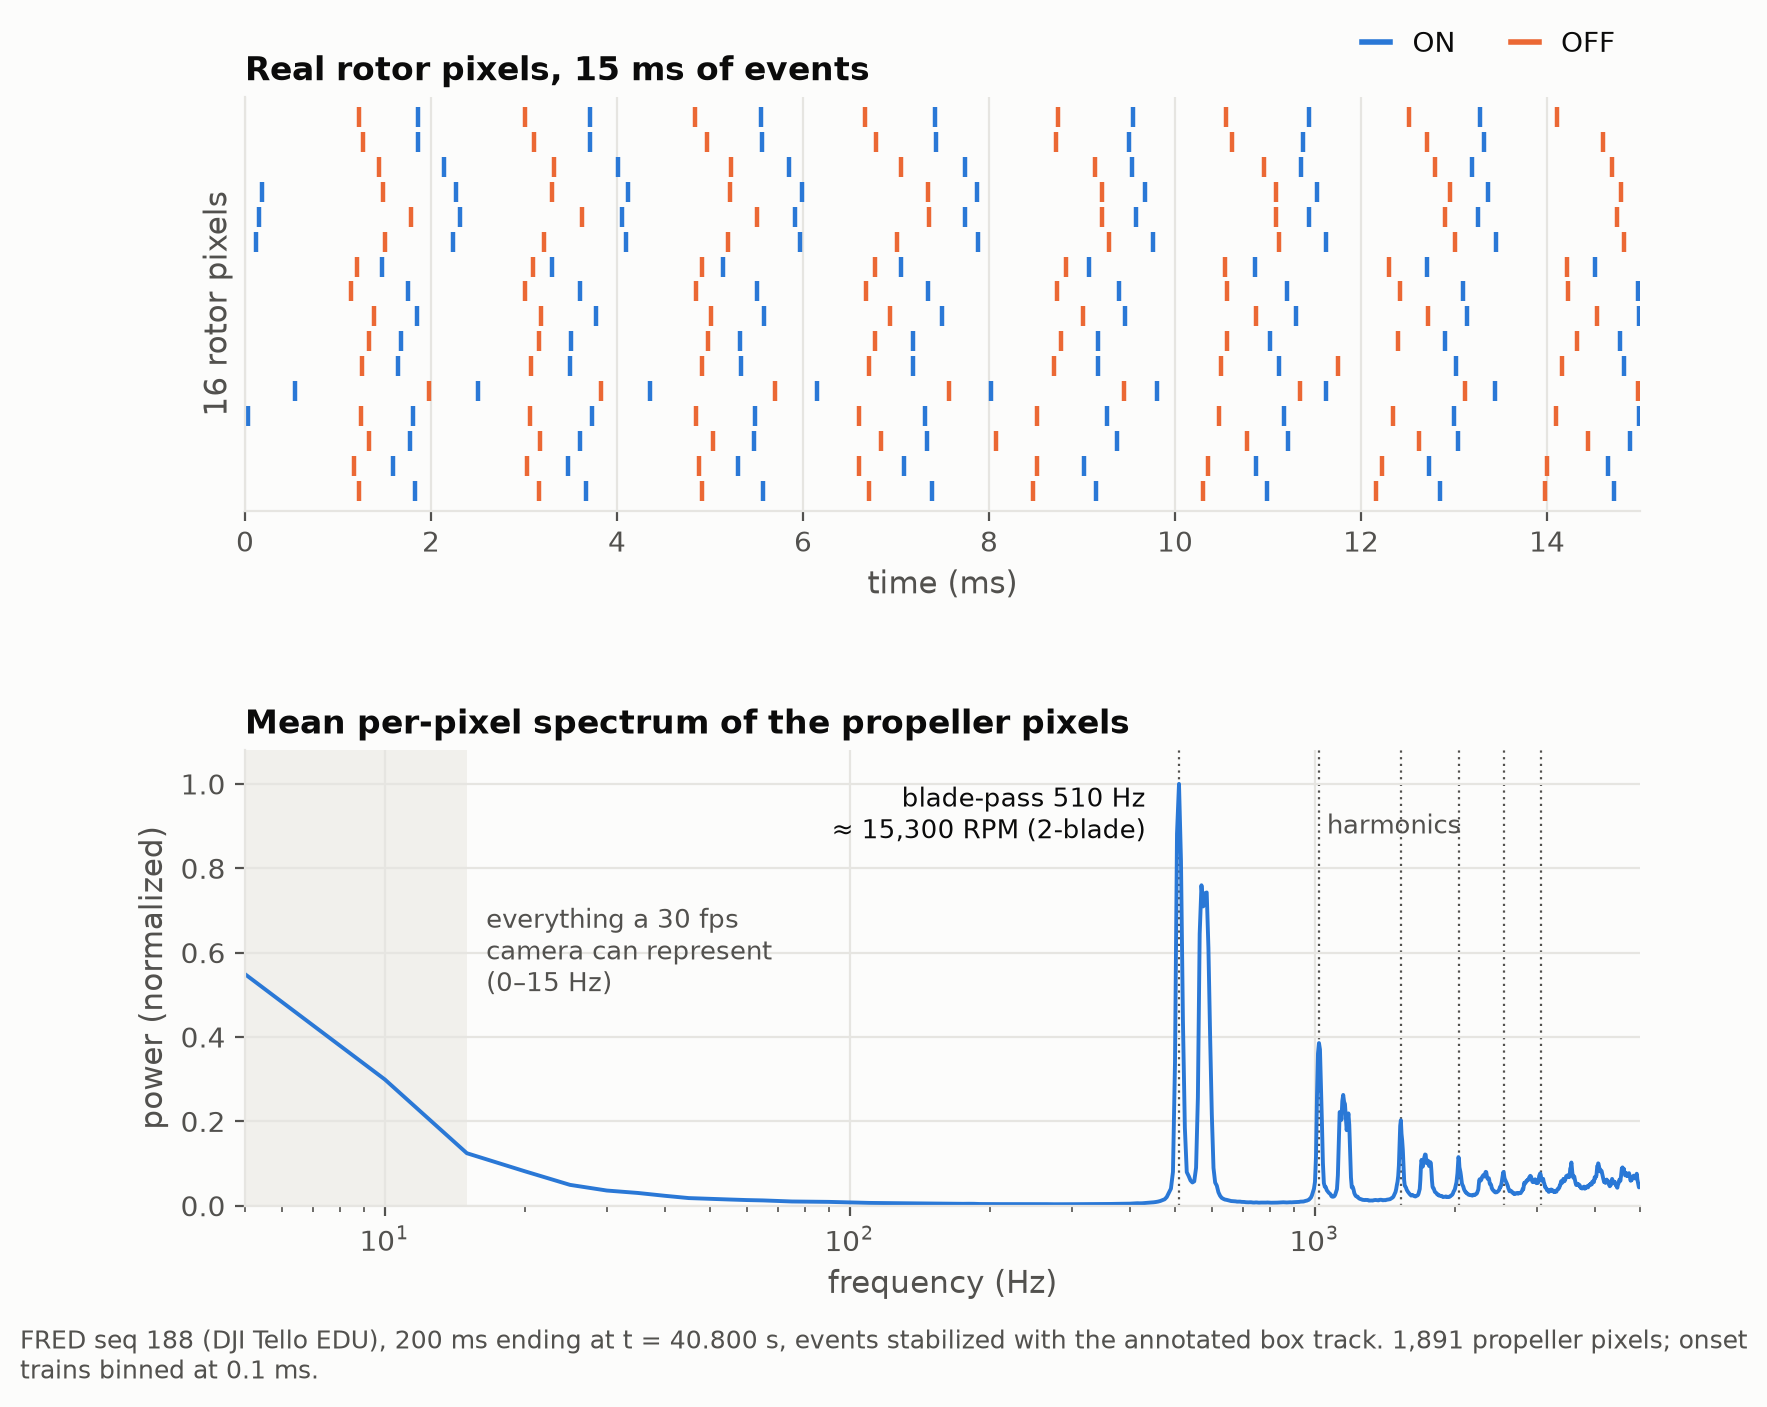 ON OFF
Real rotor pixels, 15 ms of events
16 rotor pixels
0 2 4 6 8 10 12 14
time (ms)
Mean per-pixel spectrum of the propeller pixels
power (normalized)
1.0
0.8
0.6
0.4
0.2
0.0
blade-pass 510 Hz
≈ 15,300 RPM (2-blade)
harmonics
everything a 30 fps
camera can represent
(0–15 Hz)
10¹ 10² 10³
frequency (Hz)
FRED seq 188 (DJI Tello EDU), 200 ms ending at t = 40.800 s, events stabilized with the annotated box track. 1,891 propeller pixels; onset
trains binned at 0.1 ms.